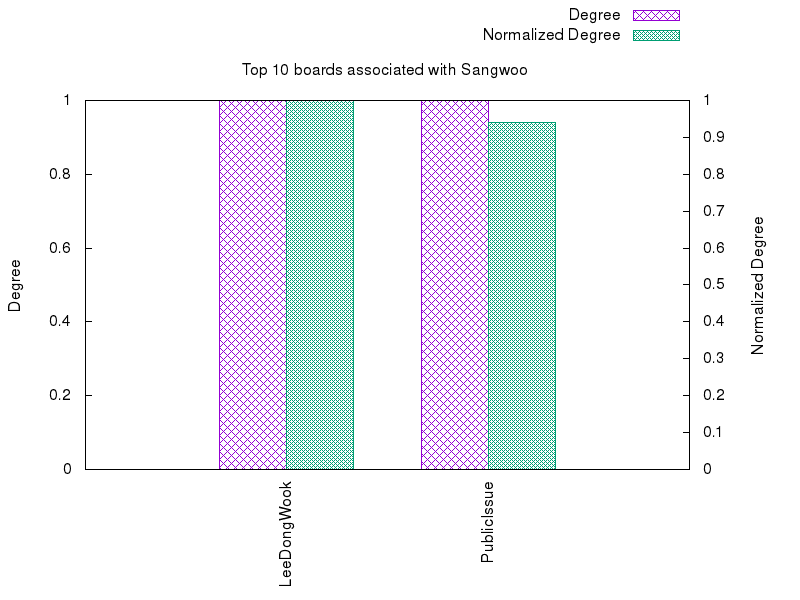 Degree
Normalized Degree
Top 10 boards associated with Sangwoo
1
0.8
0.6
0.4
0.2
0
Degree
1
0.9
0.8
0.7
0.6
0.5
0.4
0.3
0.2
0.1
0
Normalized Degree
LeeDongWook
PublicIssue